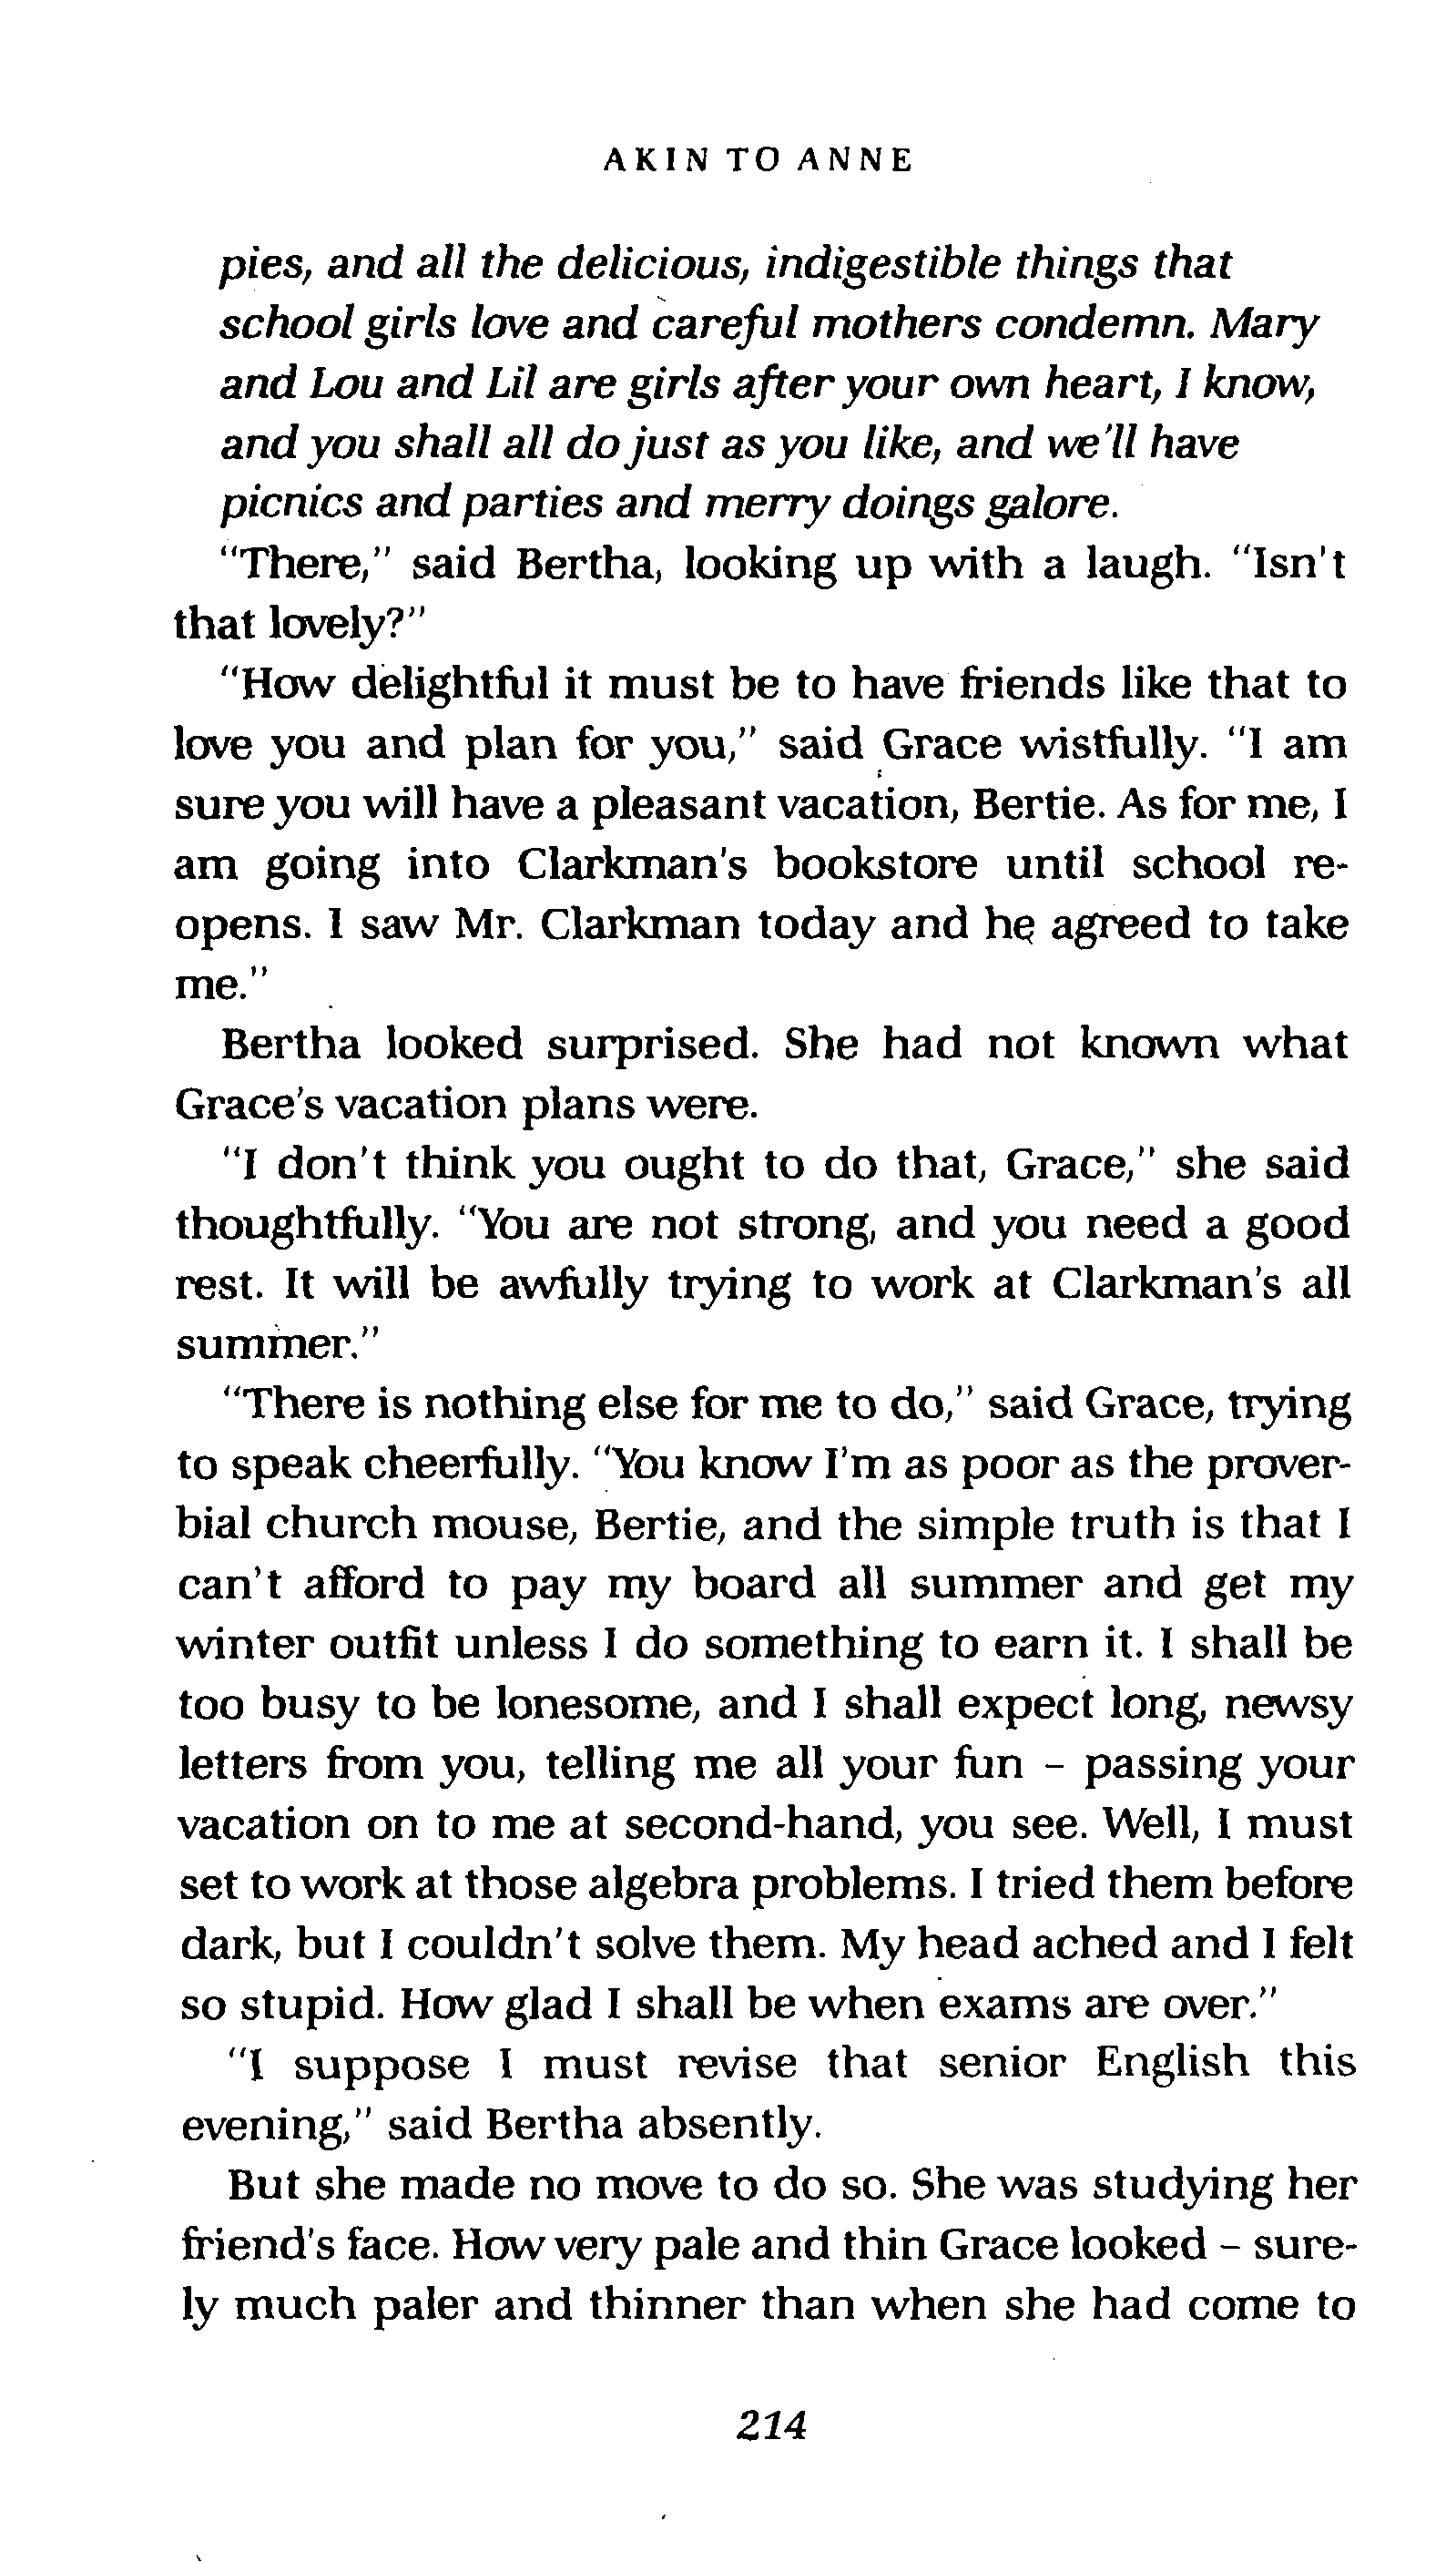 AKIN TO ANNE
pies, and all the delicious, indigestible things that
school girls love and careful mothers condemn. Mary
and Lou and Lil are girls after your own heart, I know,
and you shall all do just as you like, and we'll have
picnics and parties and merry doings galore.
"There," said Bertha, looking up with a laugh. "Isn't
that lovely?"
"How delightful it must be to have friends like that to
love you and plan for you," said Grace wistfully. "I am
sure you will have a pleasant vacation, Bertie. As for me, I
am going into Clarkman's bookstore until school re-
opens. I saw Mr. Clarkman today and he agreed to take
me."
Bertha looked surprised. She had not known what
Grace's vacation plans were.
"I don't think you ought to do that, Grace," she said
thoughtfully. "You are not strong, and you need a good
rest. It will be awfully trying to work at Clarkman's all
summer."
"There is nothing else for me to do," said Grace, trying
to speak cheerfully. "You know I'm as poor as the prover-
bial church mouse, Bertie, and the simple truth is that I
can't afford to pay my board all summer and get my
winter outfit unless I do something to earn it. I shall be
too busy to be lonesome, and I shall expect long, newsy
letters from you, telling me all your fun – passing your
vacation on to me at second-hand, you see. Well, I must
set to work at those algebra problems. I tried them before
dark, but I couldn't solve them. My head ached and I felt
so stupid. How glad I shall be when exams are over."
"I suppose I must revise that senior English this
evening," said Bertha absently.
But she made no move to do so. She was studying her
friend's face. How very pale and thin Grace looked – sure-
ly much paler and thinner than when she had come to
214